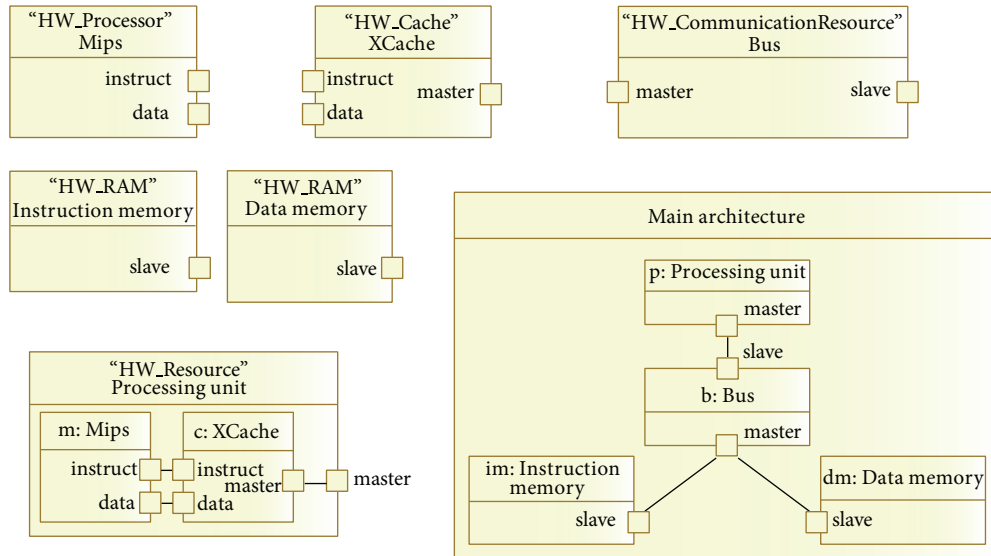 “HW_Processor”
Mips
instruct
data
“HW_Cache”
XCache
instruct
master
data
“HW_CommunicationResource”
Bus
master
slave
“HW_RAM”
Instruction memory
slave
“HW_RAM”
Data memory
slave
“HW_Resource”
Processing unit
m: Mips
instruct
data
c: XCache
instruct
master
data
master
Main architecture
p: Processing unit
master
slave
b: Bus
master
im: Instruction
memory
slave
dm: Data memory
slave